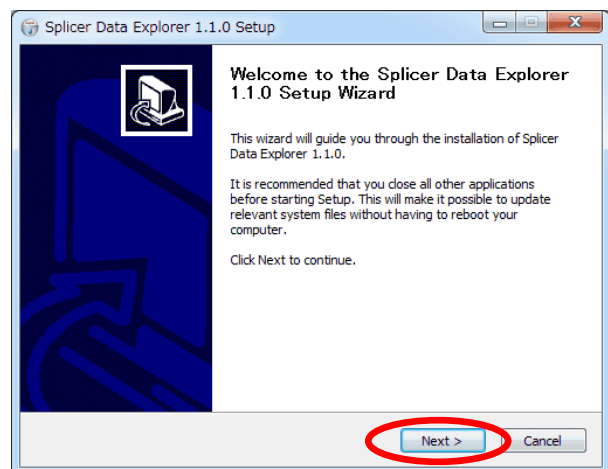 Splicer Data Explorer 1.1.0 Setup
Welcome to the Splicer Data Explorer
1.1.0 Setup Wizard
This wizard will guide you through the installation of Splicer
Data Explorer 1.1.0.
It is recommended that you close all other applications
before starting Setup. This will make it possible to update
relevant system files without having to reboot your
computer.
Click Next to continue.
Next >
Cancel